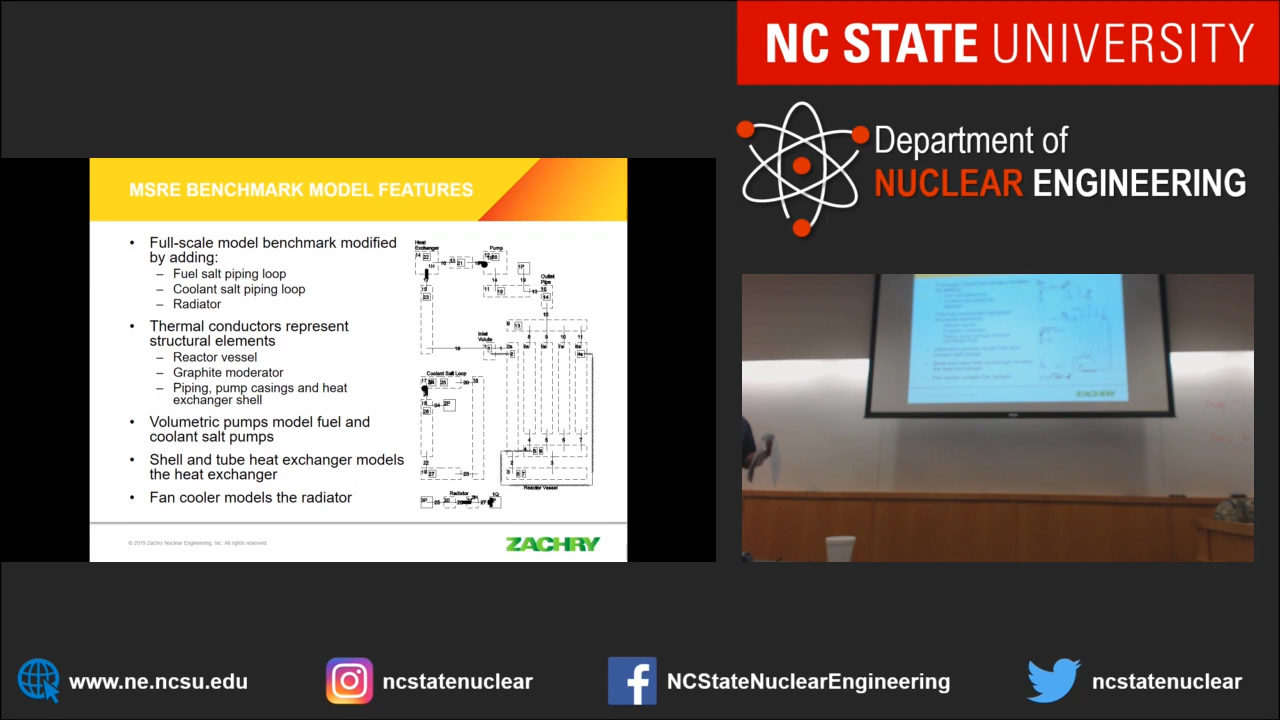 NC STATE UNIVERSITY
Department of
NUCLEAR ENGINEERING
MSRE BENCHMARK MODEL FEATURES
• Full-scale model benchmark modified
by adding:
– Fuel salt piping loop
– Coolant salt piping loop
– Radiator
• Thermal conductors represent
structural elements
– Reactor vessel
– Graphite moderator
– Piping, pump casings and heat
exchanger shell
• Volumetric pumps model fuel and
coolant salt pumps
• Shell and tube heat exchanger models
the heat exchanger
• Fan cooler models the radiator
Heat
Exchanger
Pump
Outlet
Pipe
Inlet
Volute
Coolant Salt Loop
Reactor Vessel
Radiator
© 2019 Zachry Nuclear Engineering, Inc. All rights reserved.
ZACHRY
www.ne.ncsu.edu
ncstatenuclear
NCStateNuclearEngineering
ncstatenuclear